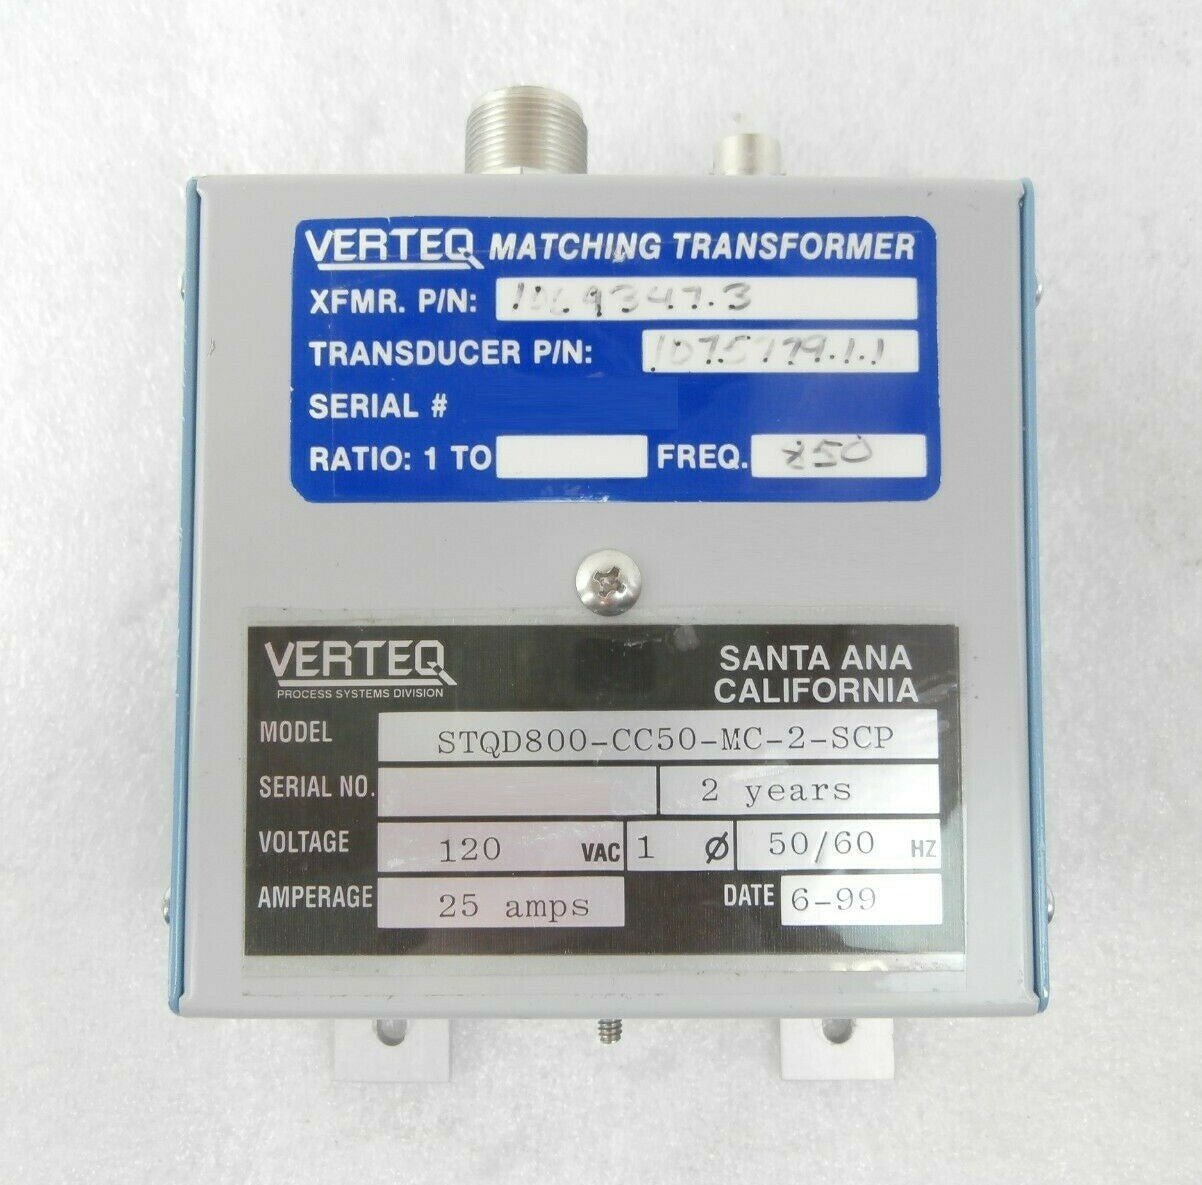 VERTEQ MATCHING TRANSFORMER
XFMR. P/N: 1069347.3
TRANSDUCER P/N: 1075779.1.1
SERIAL #
RATIO: 1 TO FREQ. 850
VERTEQ SANTA ANA
PROCESS SYSTEMS DIVISION CALIFORNIA
MODEL STQD800-CC50-MC-2-SCP
SERIAL NO. 2 years
VOLTAGE 120 VAC 1 Ø 50/60 HZ
AMPERAGE 25 amps DATE 6-99